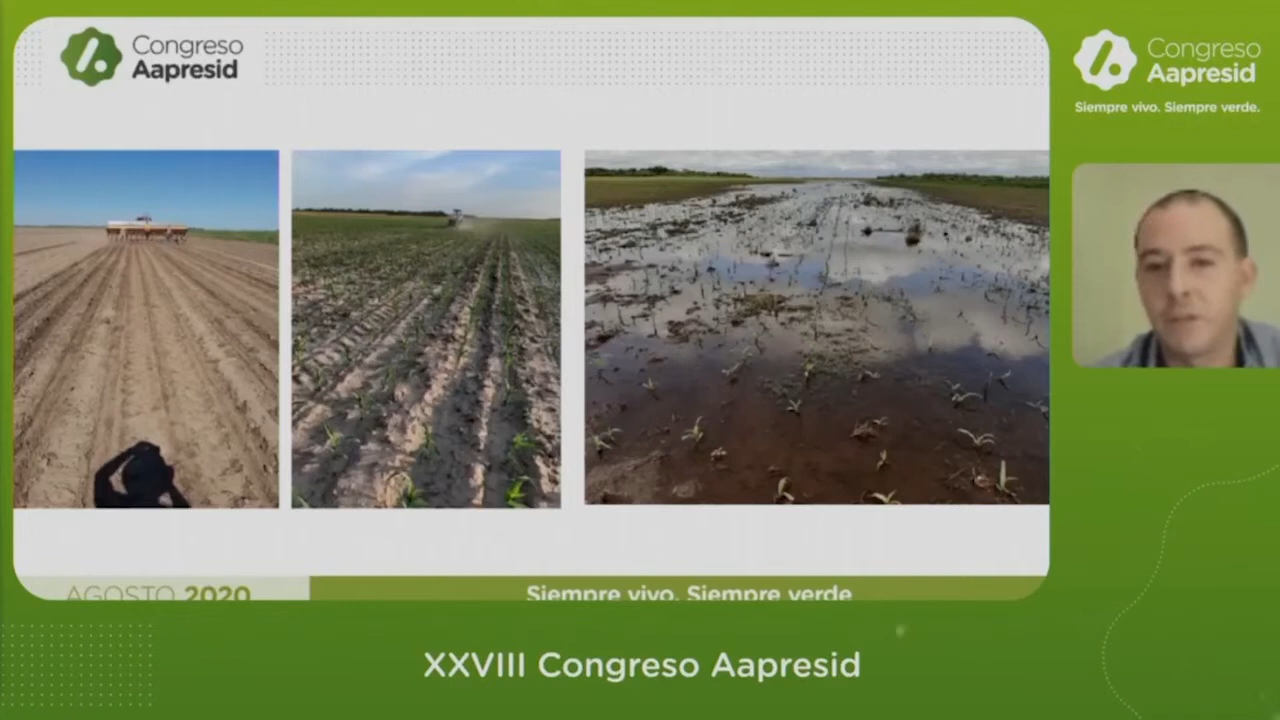 Congreso
Aapresid
Congreso
Aapresid
Siempre vivo. Siempre verde.
AGOSTO 2020
Siempre vivo. Siempre verde
XXVIII Congreso Aapresid